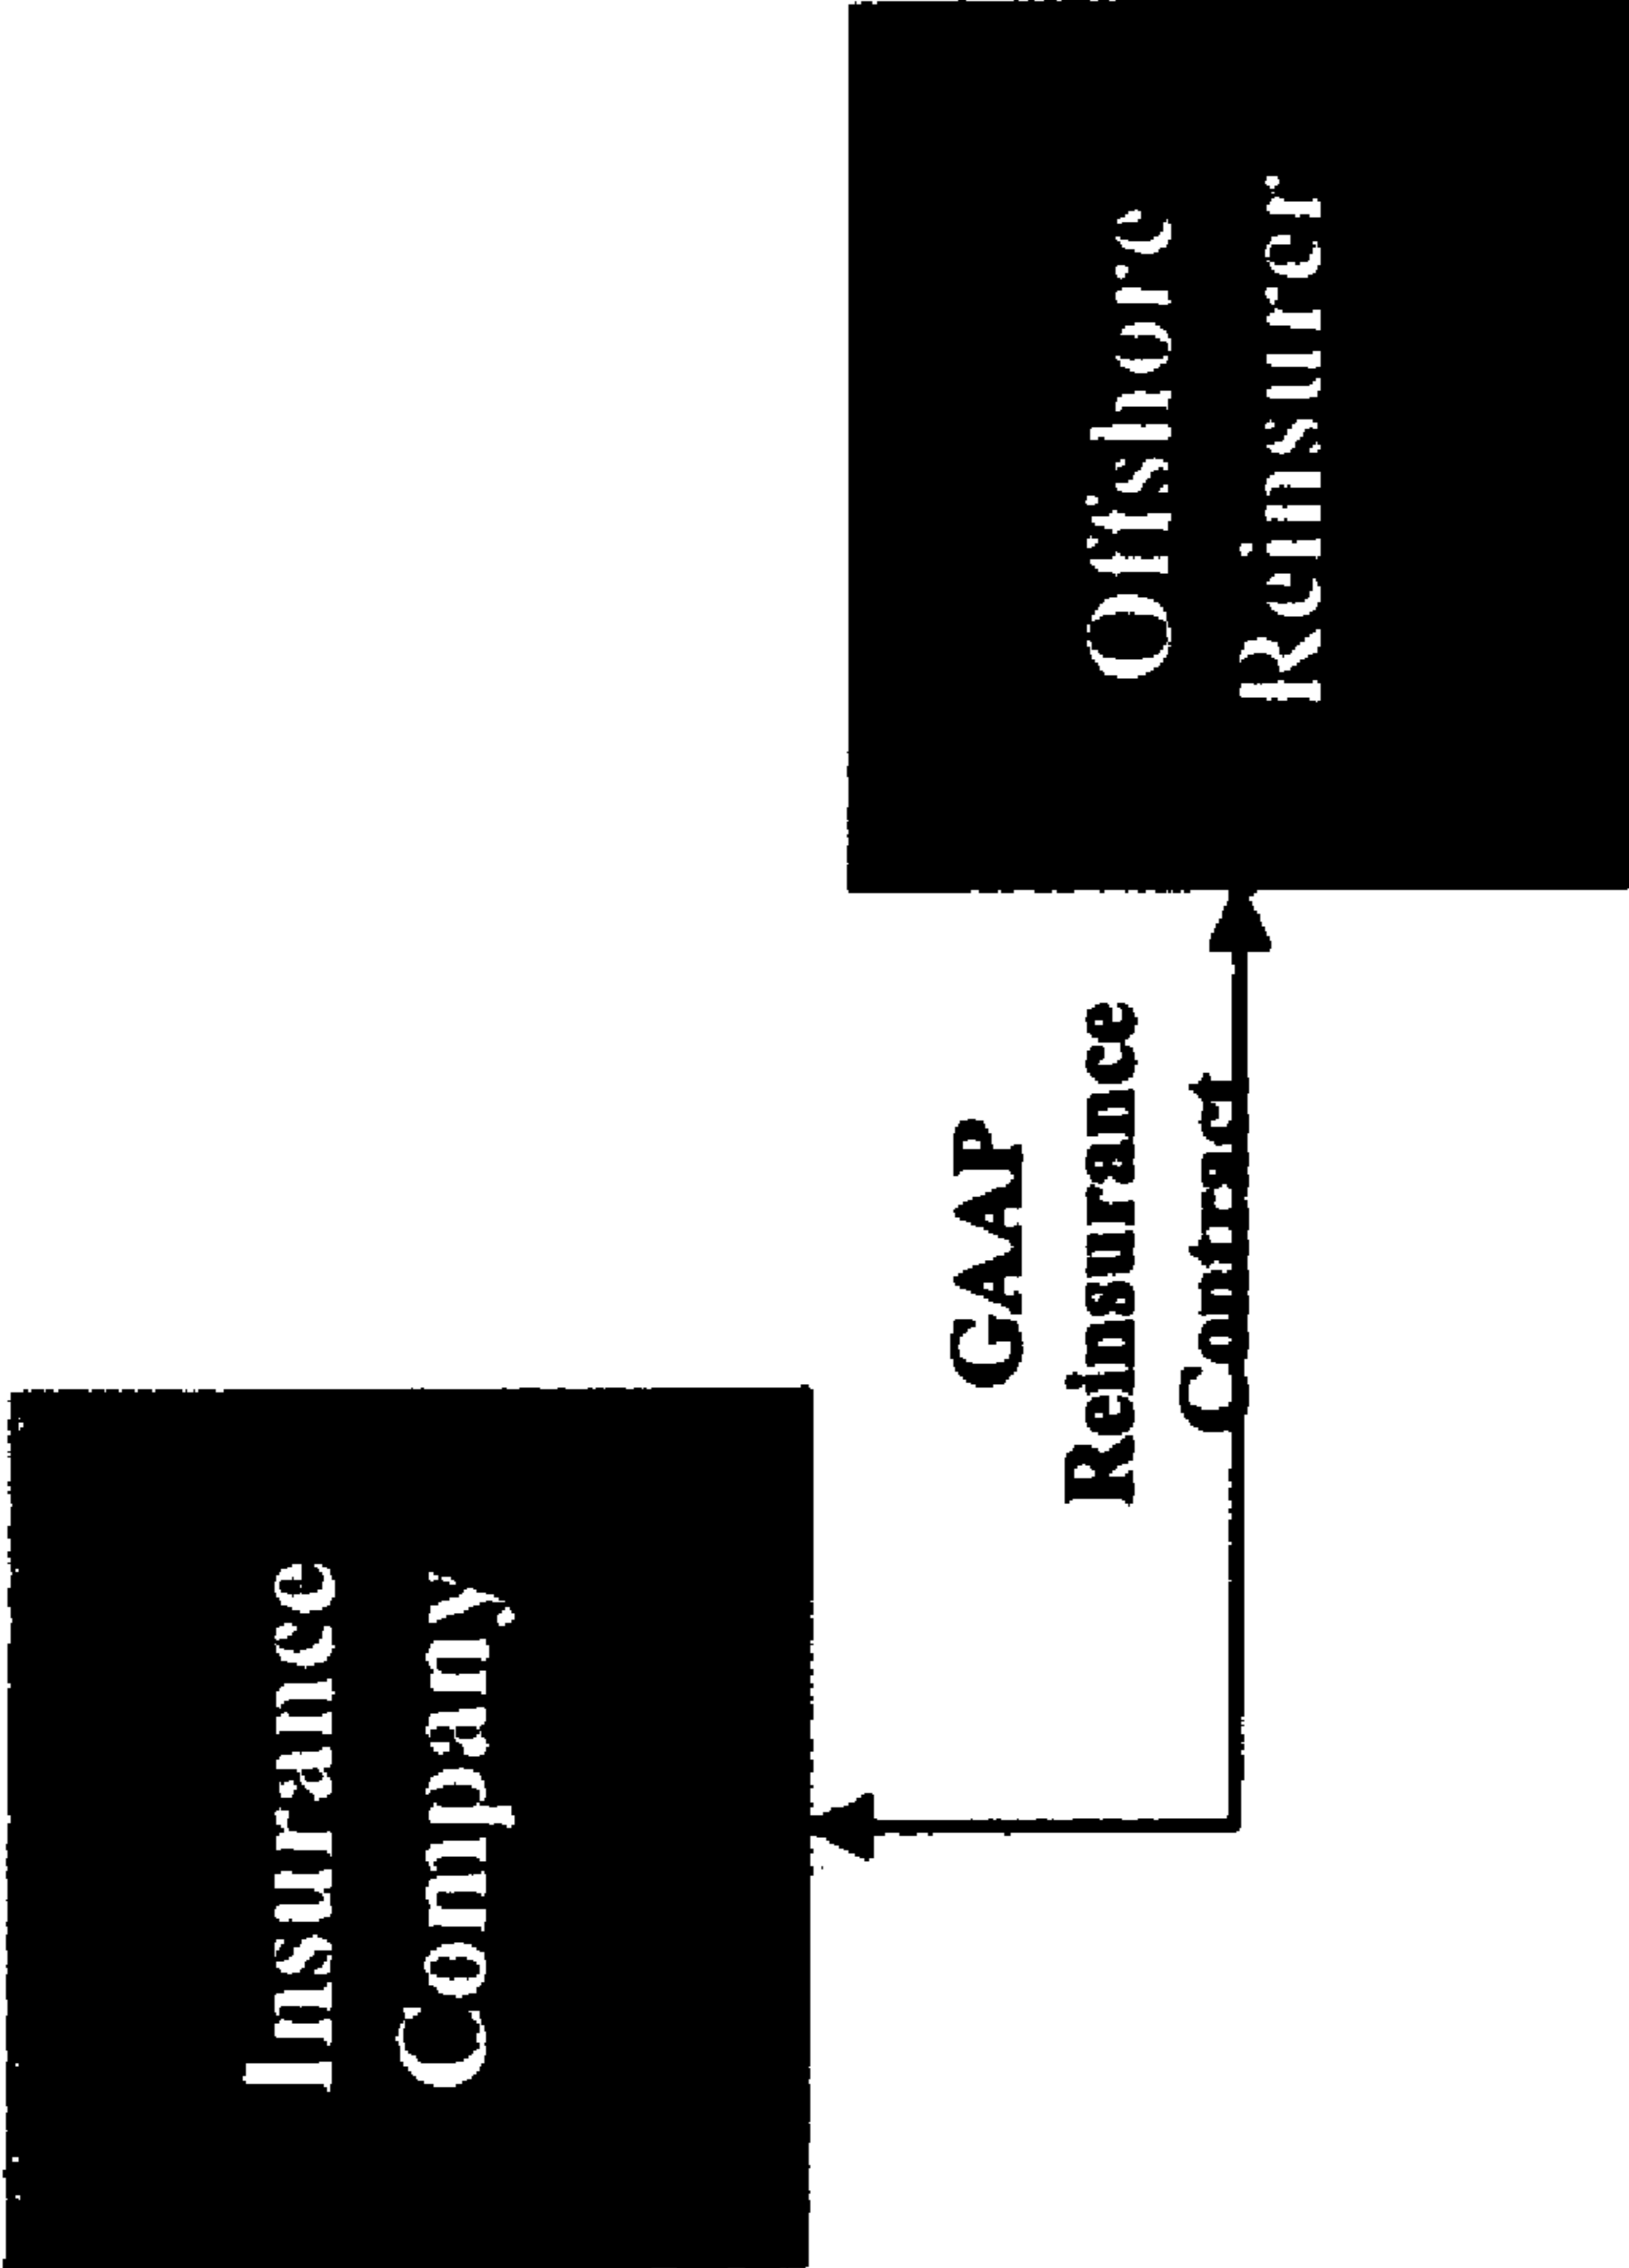 Insurance
Company
GAAP
Reinsurance
Contract
Offshore
Reinsurer